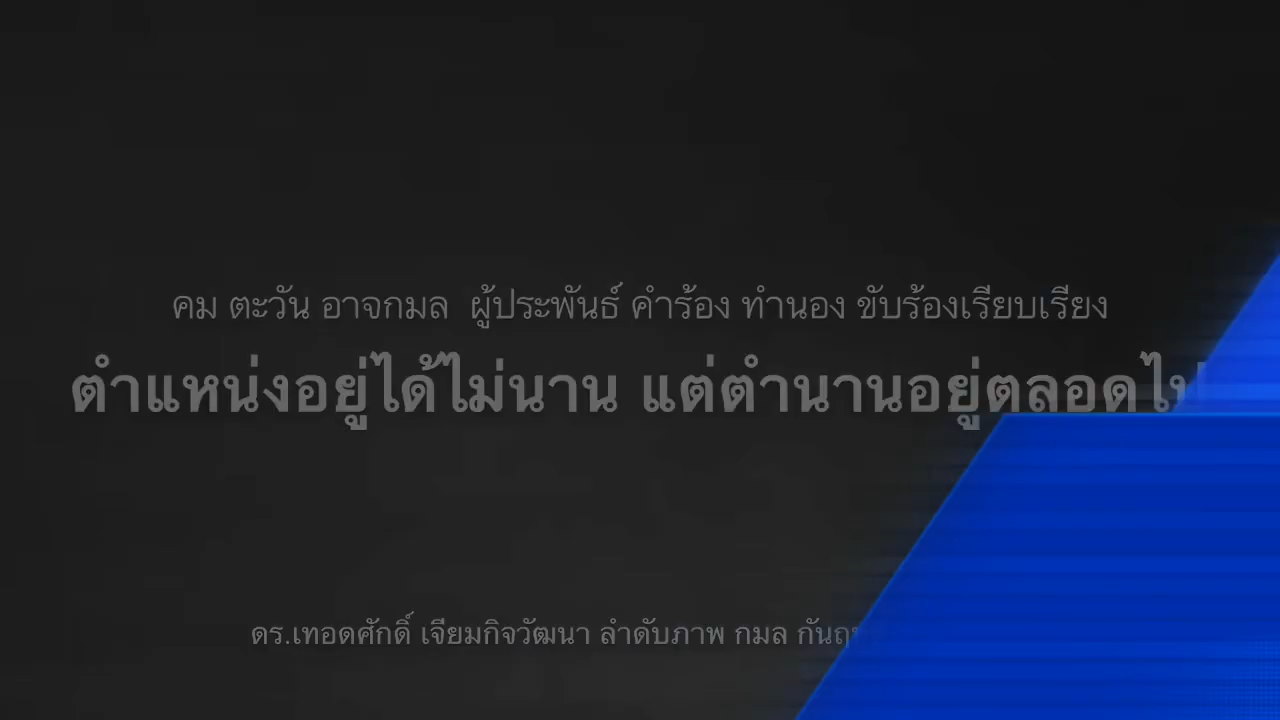 คม ตะวัน อาจกมล  ผู้ประพันธ์ คำร้อง ทำนอง ขับร้องเรียบเรียง
ตำแหน่งอยู่ได้ไม่นาน แต่ตำนานอยู่ตลอดไป
ดร.เทอดศักดิ์ เจียมกิจวัฒนา ลำดับภาพ กมล